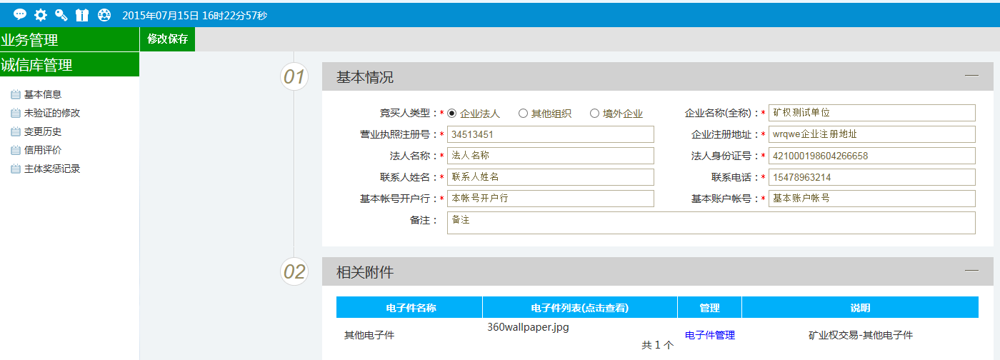 2015年07月15日 16时22分57秒
业务管理
诚信库管理
基本信息
未验证的修改
变更历史
信用评价
主体奖惩记录
修改保存
01 基本情况
竞买人类型：* 企业法人 其他组织 境外企业 企业名称(全称)：* 矿权测试单位
营业执照注册号：* 34513451 企业注册地址：* wrqwe企业注册地址
法人名称：* 法人名称 法人身份证号：* 421000198604266658
联系人姓名：* 联系人姓名 联系电话：* 15478963214
基本帐号开户行：* 本帐号开户行 基本账户帐号：* 基本账户帐号
备注： 备注
02 相关附件
电子件名称 电子件列表(点击查看) 管理 说明
其他电子件 360wallpaper.jpg 共 1 个 电子件管理 矿业权交易-其他电子件